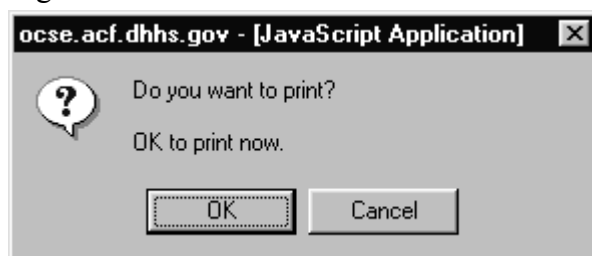 ocse.acf.dhhs.gov - [JavaScript Application]
Do you want to print?
OK to print now.
OK
Cancel